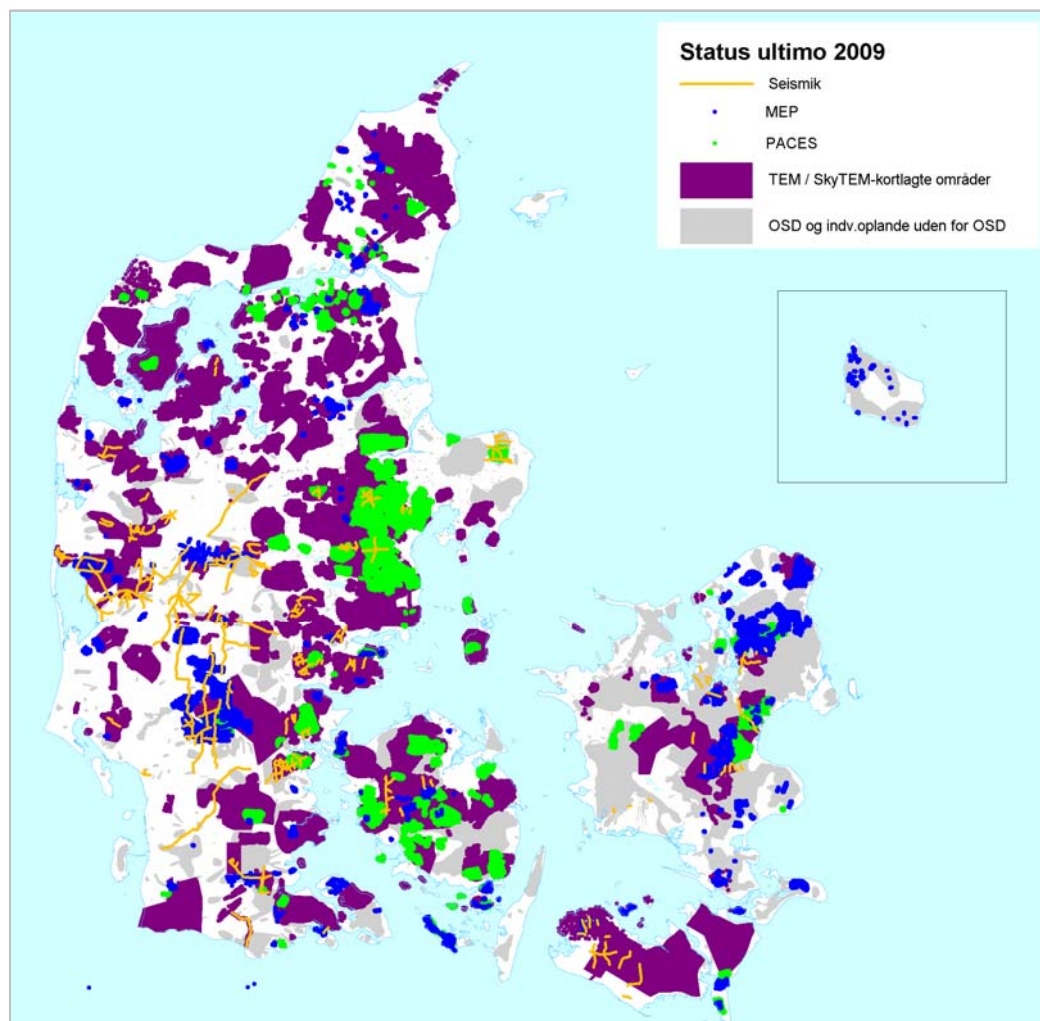 Status ultimo 2009
Seismik
MEP
PACES
TEM / SkyTEM-kortlagte områder
OSD og indv.oplande uden for OSD